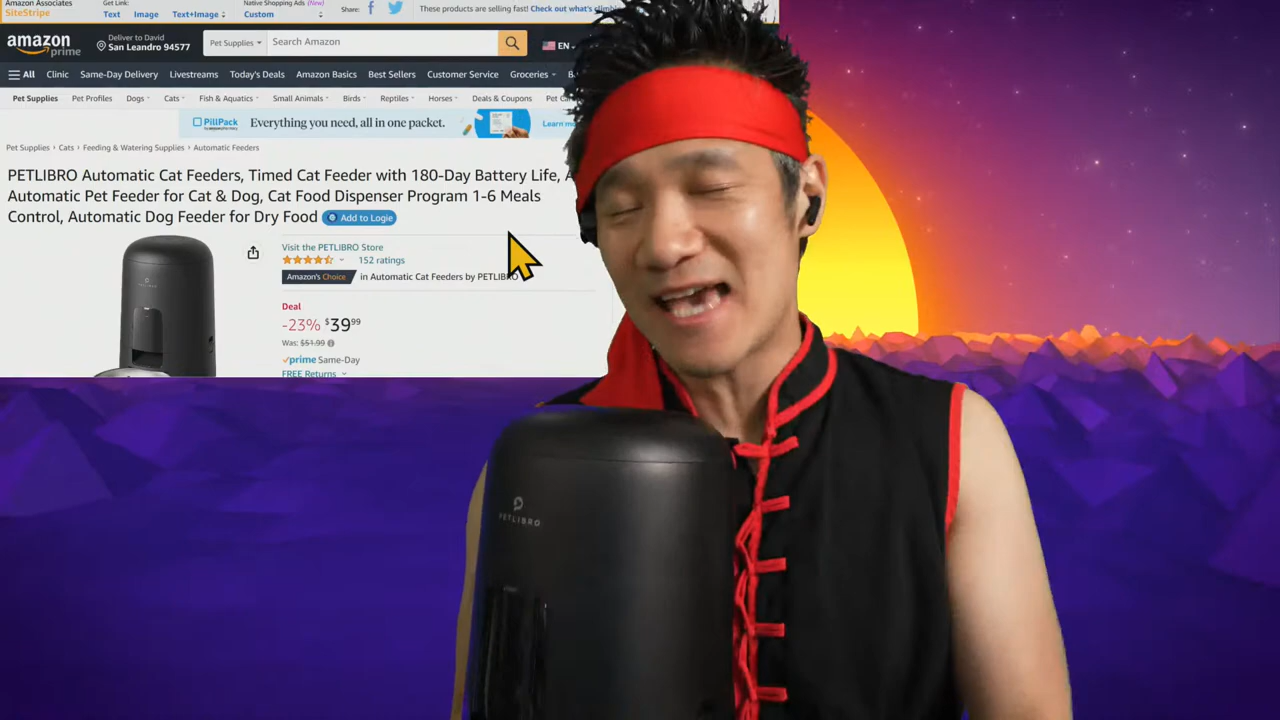 Amazon Associates
SiteStripe
Get Link:
Text Image Text+Image
Native Shopping Ads (New)
Custom
Share:
These products are selling fast! Check out what's climbing
amazon prime
Deliver to David
San Leandro 94577
Pet Supplies
Search Amazon
EN
All Clinic Same-Day Delivery Livestreams Today's Deals Amazon Basics Best Sellers Customer Service Groceries
Pet Supplies Pet Profiles Dogs Cats Fish & Aquatics Small Animals Birds Reptiles Horses Deals & Coupons Pet
PillPack Everything you need, all in one packet.
Pet Supplies › Cats › Feeding & Watering Supplies › Automatic Feeders
PETLIBRO Automatic Cat Feeders, Timed Cat Feeder with 180-Day Battery Life,
Automatic Pet Feeder for Cat & Dog, Cat Food Dispenser Program 1-6 Meals
Control, Automatic Dog Feeder for Dry Food Add to Logie
Visit the PETLIBRO Store
152 ratings
Amazon's Choice in Automatic Cat Feeders by PETLIBRO
Deal
-23% $39.99
Was: $51.99
prime Same-Day
FREE Returns
PETLIBRO